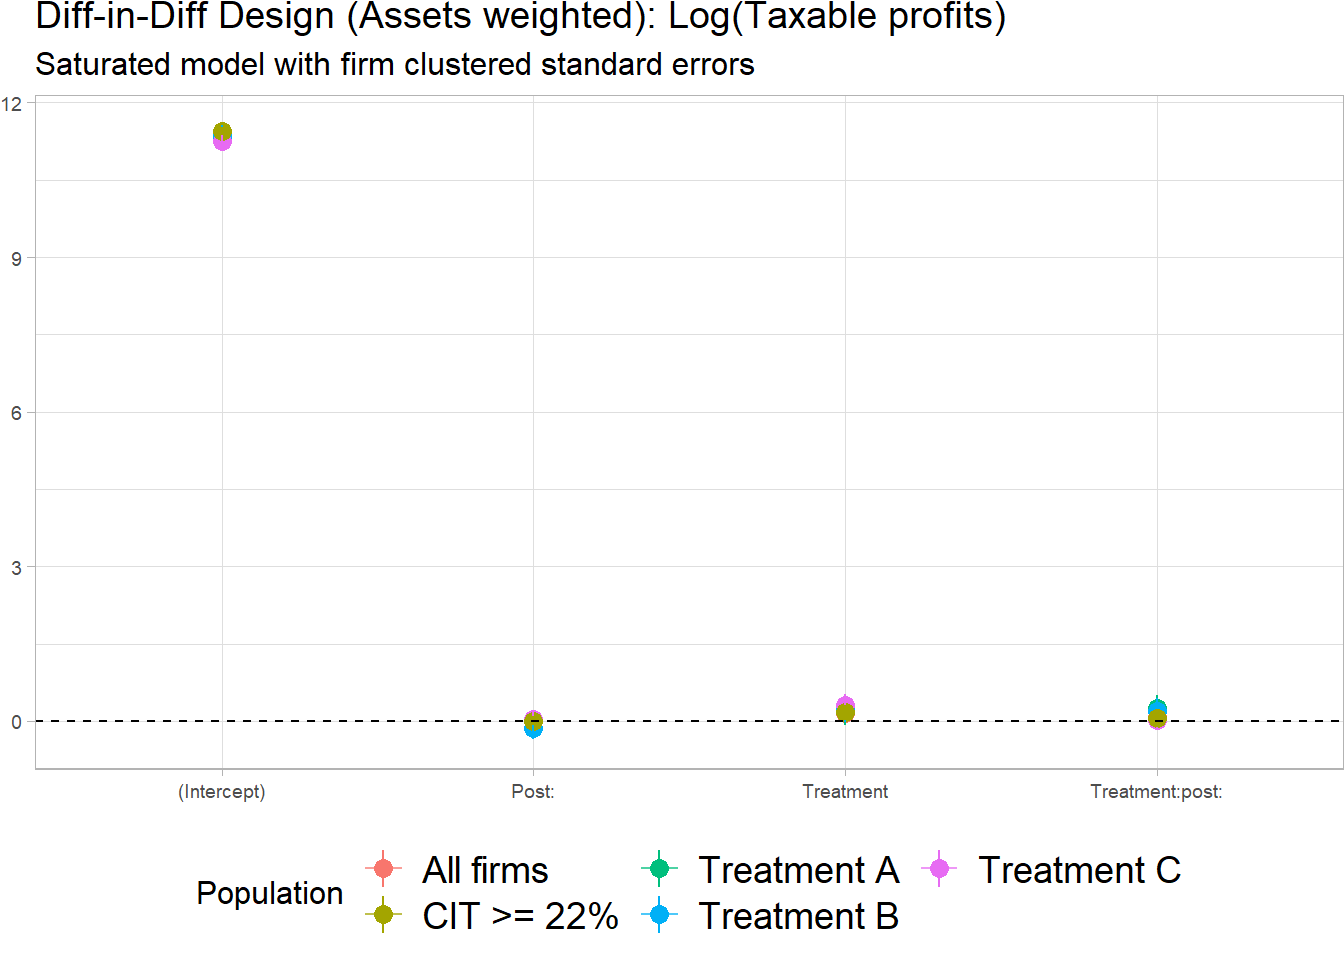 Diff-in-Diff Design (Assets weighted): Log(Taxable profits)
Saturated model with firm clustered standard errors
12
9
6
3
0
(Intercept) Post: Treatment Treatment:post:
Population
All firms Treatment A Treatment C
CIT >= 22% Treatment B